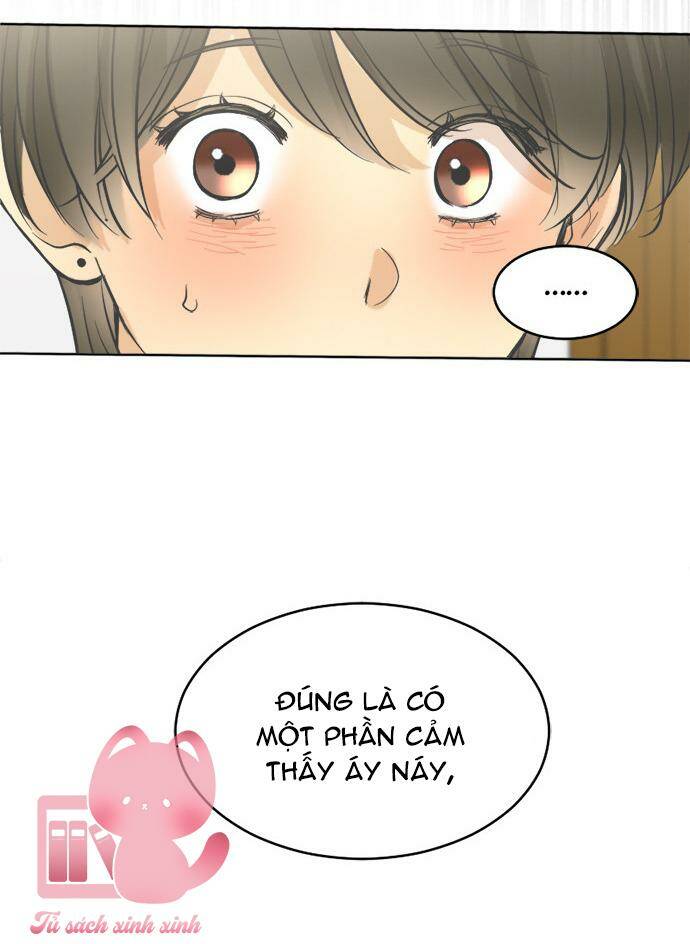 ......
ĐÚNG LÀ CÓ
MỘT PHẦN CẢM
THẤY ÁY NÁY,
Tủ sách xinh xinh